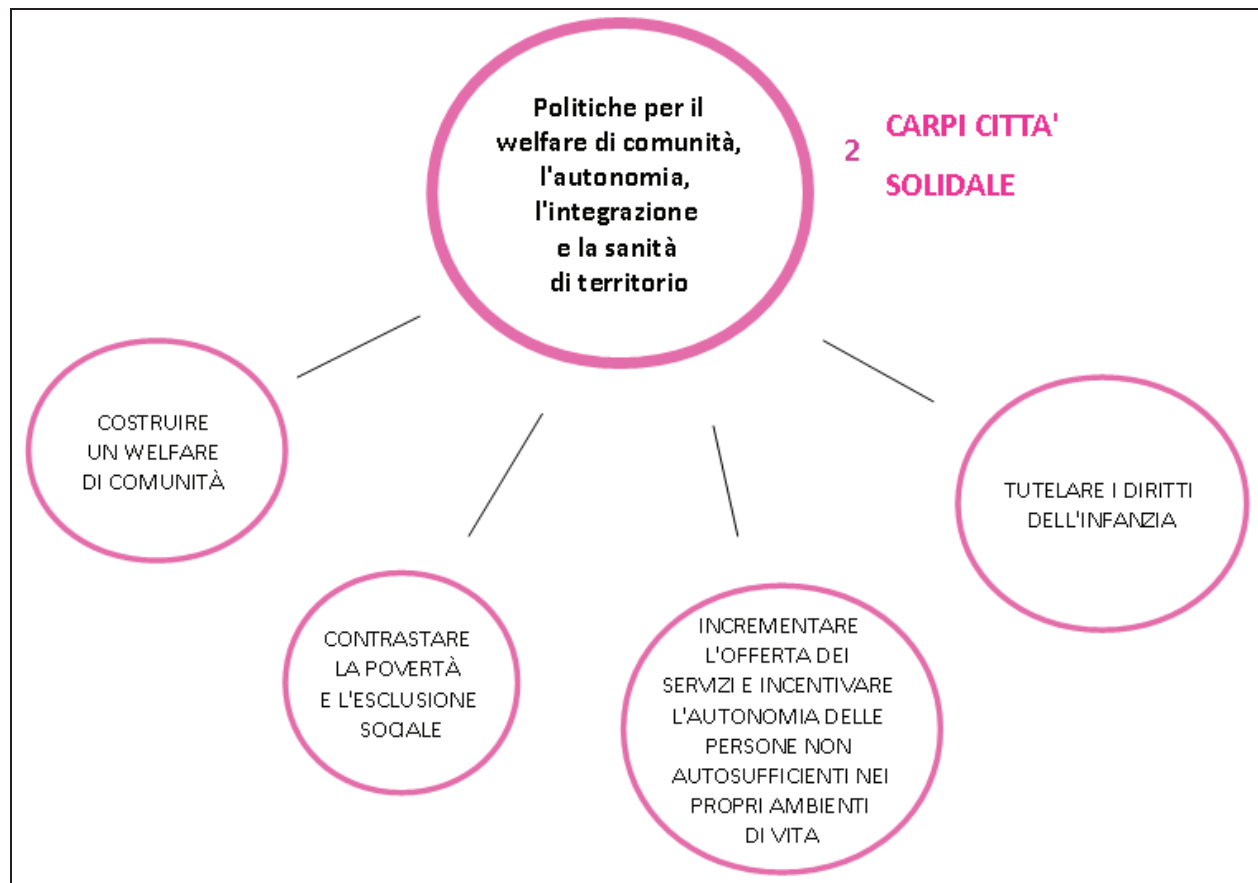 Politiche per il
welfare di comunità,
l'autonomia,
l'integrazione
e la sanità
di territorio
2
CARPI CITTA'
SOLIDALE
COSTRUIRE
UN WELFARE
DI COMUNITÀ
CONTRASTARE
LA POVERTÀ
E L'ESCLUSIONE
SOCIALE
INCREMENTARE
L'OFFERTA DEI
SERVIZI E INCENTIVARE
L'AUTONOMIA DELLE
PERSONE NON
AUTOSUFFICIENTI NEI
PROPRI AMBIENTI
DI VITA
TUTELARE I DIRITTI
DELL'INFANZIA